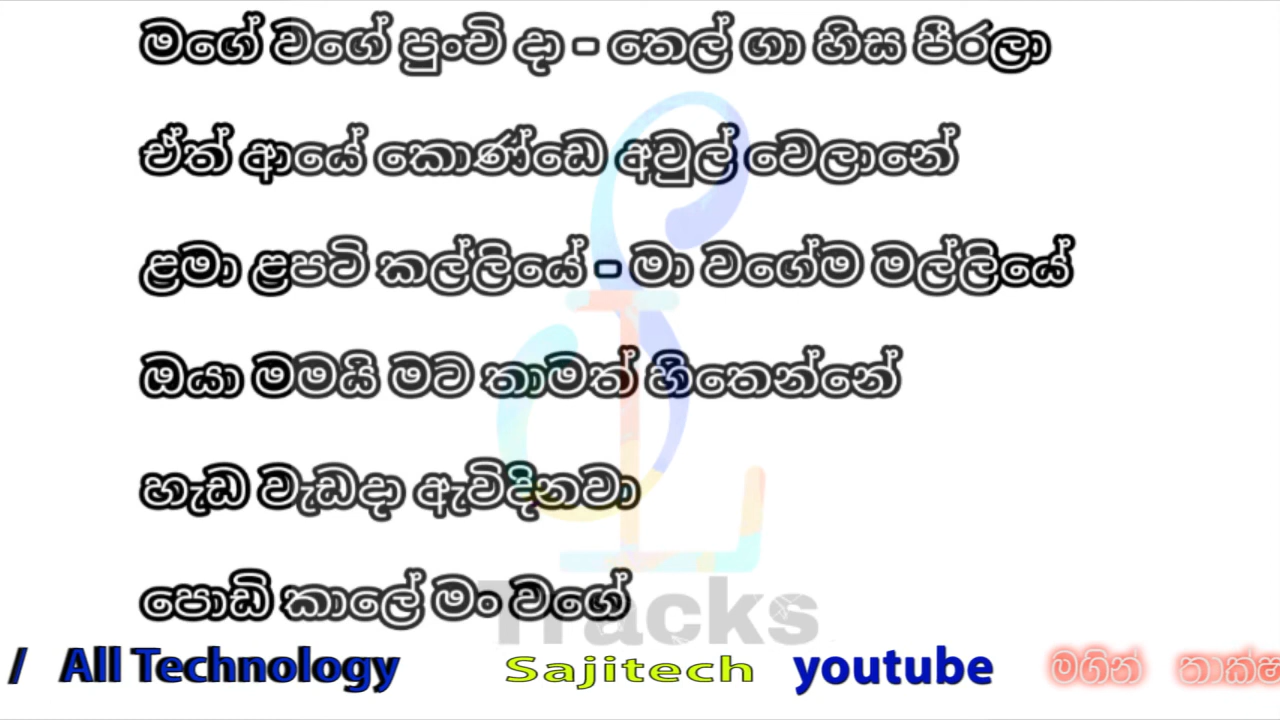 මගේ වගේ පුංචි දා - තෙල් ගා හිස පීරලා
ඒත් ආයේ කොණ්ඩෙ අවුල් වෙලානේ
ළමා ළපටි කල්ලියේ - මා වගේම මල්ලියේ
ඔයා මමයි මට තාමත් හිතෙන්නේ
හැඩ වැඩදා ඇවිදිනවා
පොඩි කාලේ මං වගේ
Tracks
/ All Technology Sajitech youtube මගින්